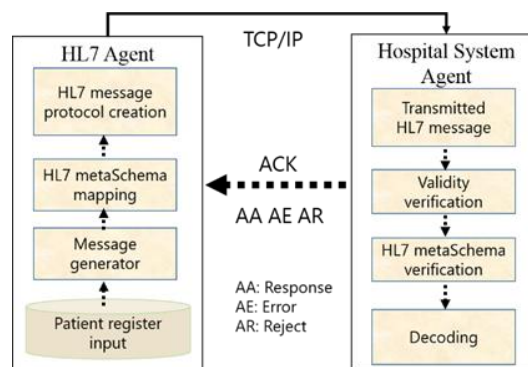 TCP/IP
HL7 Agent
HL7 message
protocol creation
HL7 metaSchema
mapping
Message
generator
Patient register
input
ACK
AA AE AR
AA: Response
AE: Error
AR: Reject
Hospital System
Agent
Transmitted
HL7 message
Validity
verification
HL7 metaSchema
verification
Decoding